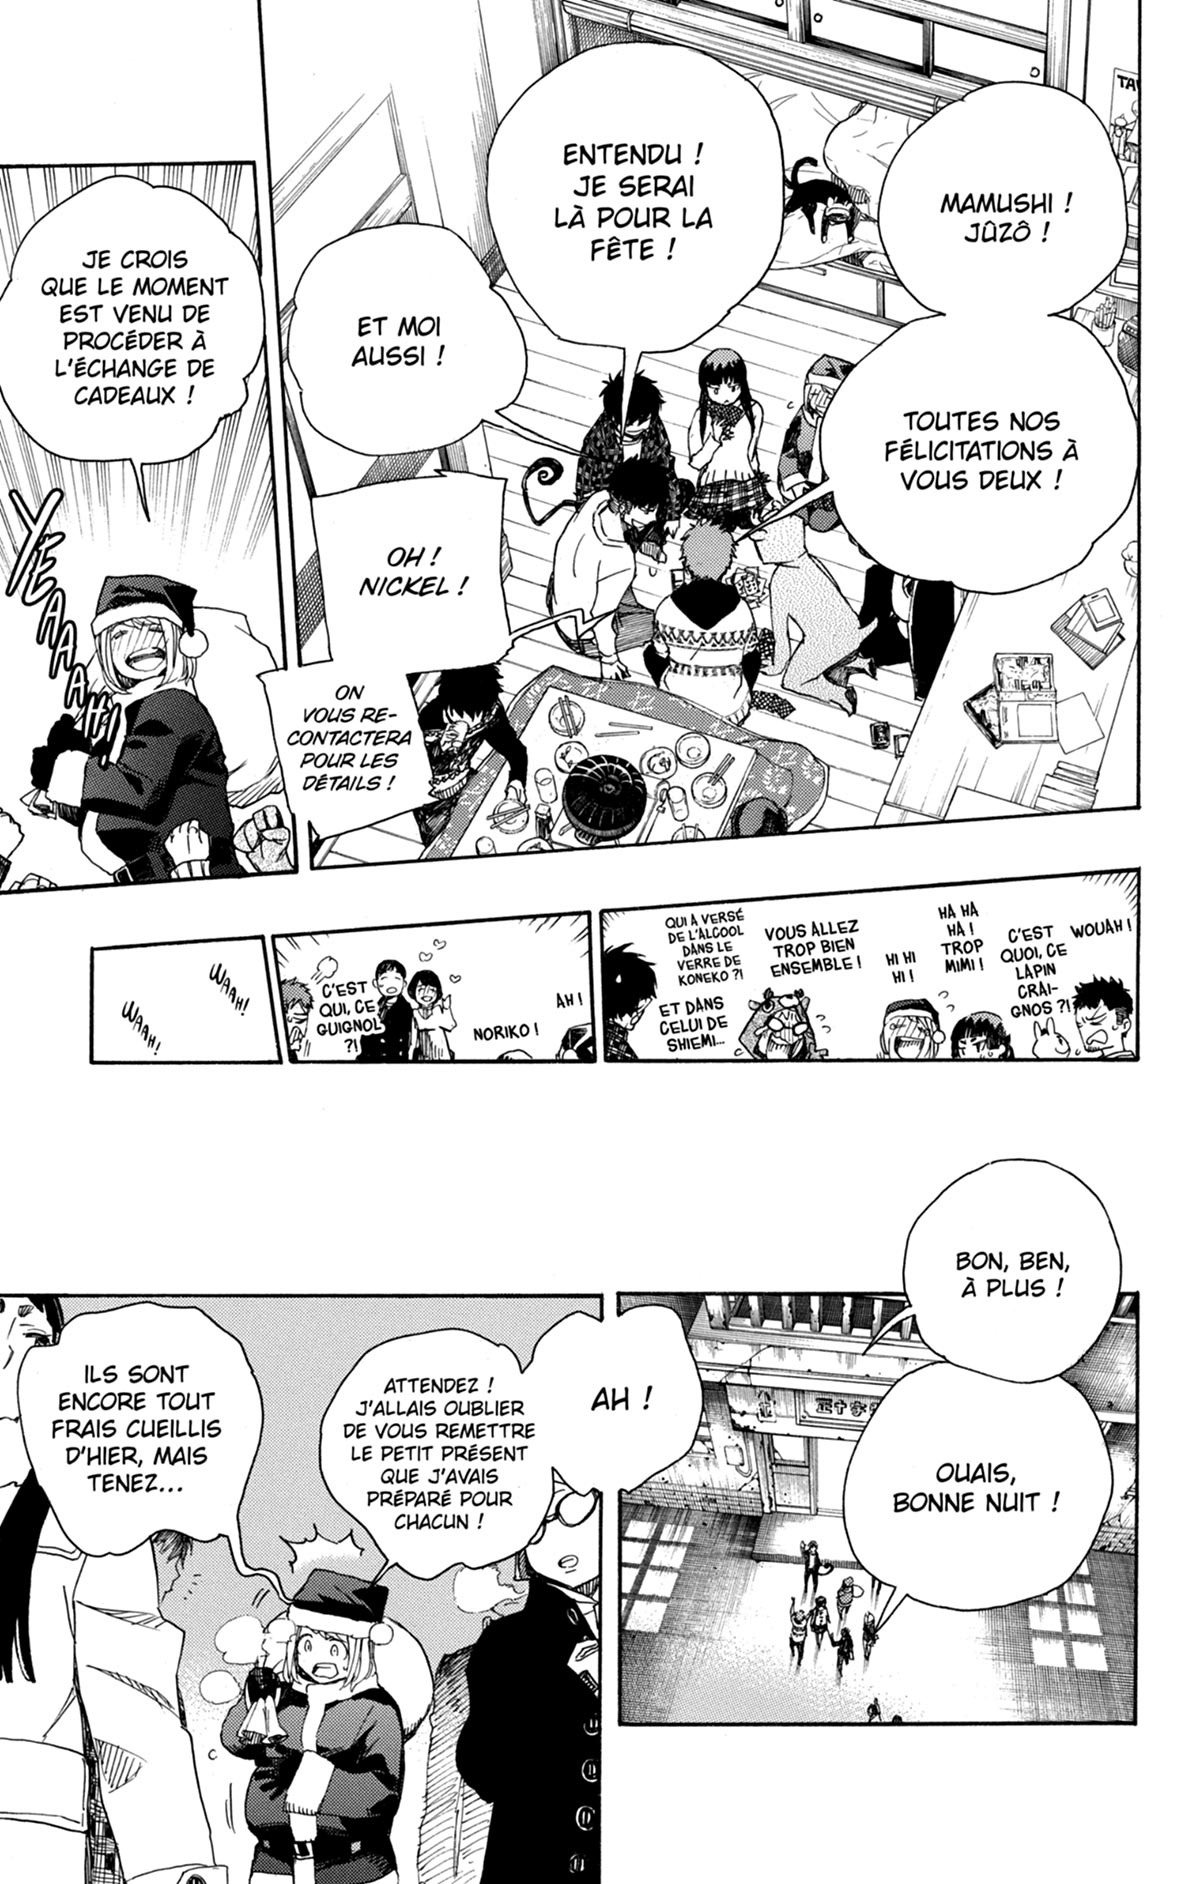 MAMUSHI !
JÛZÔ !
TOUTES NOS
FÉLICITATIONS À
VOUS DEUX !
ENTENDU !
JE SERAI
LÀ POUR LA
FÊTE !
ET MOI
AUSSI !
OH !
NICKEL !
ON
VOUS RE-
CONTACTERA
POUR LES
DÉTAILS !
JE CROIS
QUE LE MOMENT
EST VENU DE
PROCÉDER À
L'ÉCHANGE DE
CADEAUX !
YEAAAAH !
WOUAH !
C'EST
QUOI, CE
LAPIN
CRAI-
GNOS ?!
HA HA
HA !
TROP
MIMI !
HI HI
HI !
VOUS ALLEZ
TROP BIEN
ENSEMBLE !
QUI A VERSÉ
DE L'ALCOOL
DANS LE
VERRE DE
KONEKO ?!
ET DANS
CELUI DE
SHIEMI...
AH !
NORIKO !
C'EST
QUI, CE
GUIGNOL
?!
WAAH !
WAAH !
BON, BEN,
À PLUS !
OUAIS,
BONNE NUIT !
正十字
AH !
ATTENDEZ !
J'ALLAIS OUBLIER
DE VOUS REMETTRE
LE PETIT PRÉSENT
QUE J'AVAIS
PRÉPARÉ POUR
CHACUN !
ILS SONT
ENCORE TOUT
FRAIS CUEILLIS
D'HIER, MAIS
TENEZ...